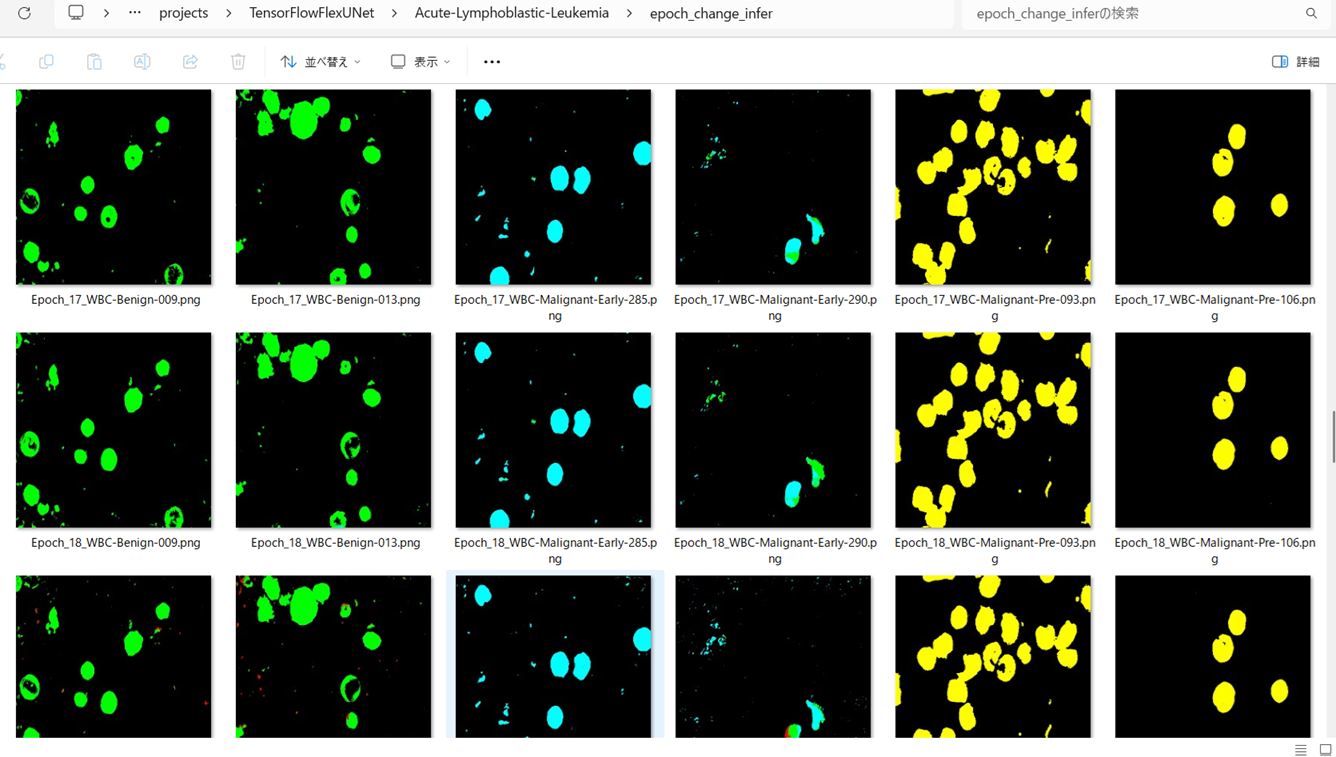 projects > TensorFlowFlexUNet > Acute-Lymphoblastic-Leukemia > epoch_change_infer
epoch_change_inferの検索
並べ替え
表示
詳細
Epoch_17_WBC-Benign-009.png
Epoch_17_WBC-Benign-013.png
Epoch_17_WBC-Malignant-Early-285.p
ng
Epoch_17_WBC-Malignant-Early-290.p
ng
Epoch_17_WBC-Malignant-Pre-093.pn
g
Epoch_17_WBC-Malignant-Pre-106.pn
g
Epoch_18_WBC-Benign-009.png
Epoch_18_WBC-Benign-013.png
Epoch_18_WBC-Malignant-Early-285.p
ng
Epoch_18_WBC-Malignant-Early-290.p
ng
Epoch_18_WBC-Malignant-Pre-093.pn
g
Epoch_18_WBC-Malignant-Pre-106.pn
g